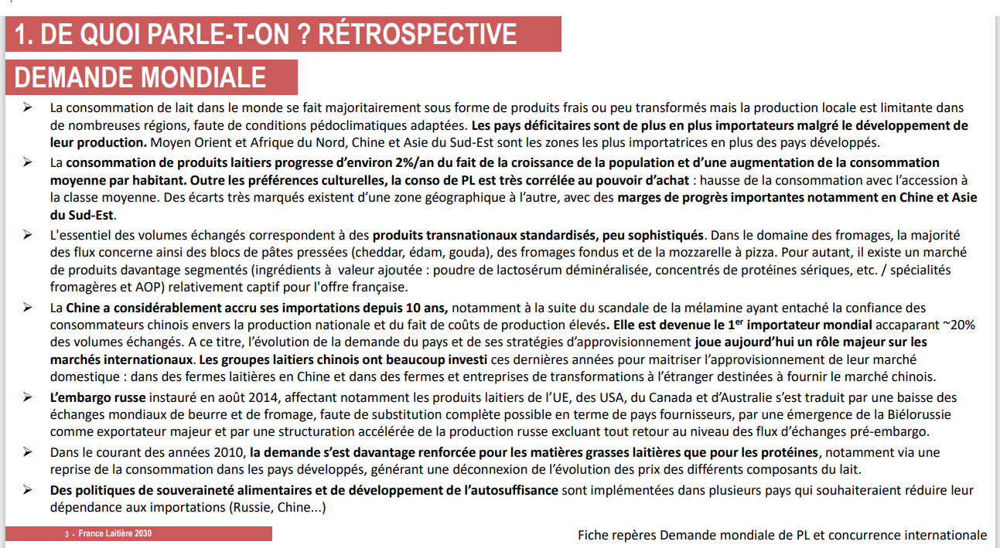 1. DE QUOI PARLE-T-ON ? RÉTROSPECTIVE
DEMANDE MONDIALE
➢ La consommation de lait dans le monde se fait majoritairement sous forme de produits frais ou peu transformés mais la production locale est limitante dans
de nombreuses régions, faute de conditions pédoclimatiques adaptées. Les pays déficitaires sont de plus en plus importateurs malgré le développement de
leur production. Moyen Orient et Afrique du Nord, Chine et Asie du Sud-Est sont les zones les plus importatrices en plus des pays développés.
➢ La consommation de produits laitiers progresse d'environ 2%/an du fait de la croissance de la population et d'une augmentation de la consommation
moyenne par habitant. Outre les préférences culturelles, la conso de PL est très corrélée au pouvoir d'achat : hausse de la consommation avec l'accession à
la classe moyenne. Des écarts très marqués existent d'une zone géographique à l'autre, avec des marges de progrès importantes notamment en Chine et Asie
du Sud-Est.
➢ L'essentiel des volumes échangés correspondent à des produits transnationaux standardisés, peu sophistiqués. Dans le domaine des fromages, la majorité
des flux concerne ainsi des blocs de pâtes pressées (cheddar, édam, gouda), des fromages fondus et de la mozzarelle à pizza. Pour autant, il existe un marché
de produits davantage segmentés (ingrédients à valeur ajoutée : poudre de lactosérum déminéralisée, concentrés de protéines sériques, etc. / spécialités
fromagères et AOP) relativement captif pour l'offre française.
➢ La Chine a considérablement accru ses importations depuis 10 ans, notamment à la suite du scandale de la mélamine ayant entaché la confiance des
consommateurs chinois envers la production nationale et du fait de coûts de production élevés. Elle est devenue le 1er importateur mondial accaparant ~20%
des volumes échangés. A ce titre, l'évolution de la demande du pays et de ses stratégies d'approvisionnement joue aujourd'hui un rôle majeur sur les
marchés internationaux. Les groupes laitiers chinois ont beaucoup investi ces dernières années pour maitriser l'approvisionnement de leur marché
domestique : dans des fermes laitières en Chine et dans des fermes et entreprises de transformations à l'étranger destinées à fournir le marché chinois.
➢ L'embargo russe instauré en août 2014, affectant notamment les produits laitiers de l'UE, des USA, du Canada et d'Australie s'est traduit par une baisse des
échanges mondiaux de beurre et de fromage, faute de substitution complète possible en terme de pays fournisseurs, par une émergence de la Biélorussie
comme exportateur majeur et par une structuration accélérée de la production russe excluant tout retour au niveau des flux d'échanges pré-embargo.
➢ Dans le courant des années 2010, la demande s'est davantage renforcée pour les matières grasses laitières que pour les protéines, notamment via une
reprise de la consommation dans les pays développés, générant une déconnexion de l'évolution des prix des différents composants du lait.
➢ Des politiques de souveraineté alimentaires et de développement de l'autosuffisance sont implémentées dans plusieurs pays qui souhaiteraient réduire leur
dépendance aux importations (Russie, Chine...)
3 - France Laitière 2030
Fiche repères Demande mondiale de PL et concurrence internationale